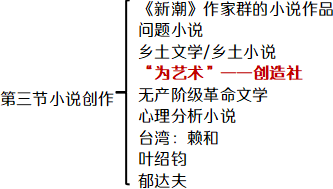 第三节小说创作
《新潮》作家群的小说作品
问题小说
乡土文学/乡土小说
“为艺术”——创造社
无产阶级革命文学
心理分析小说
台湾：赖和
叶绍钧
郁达夫